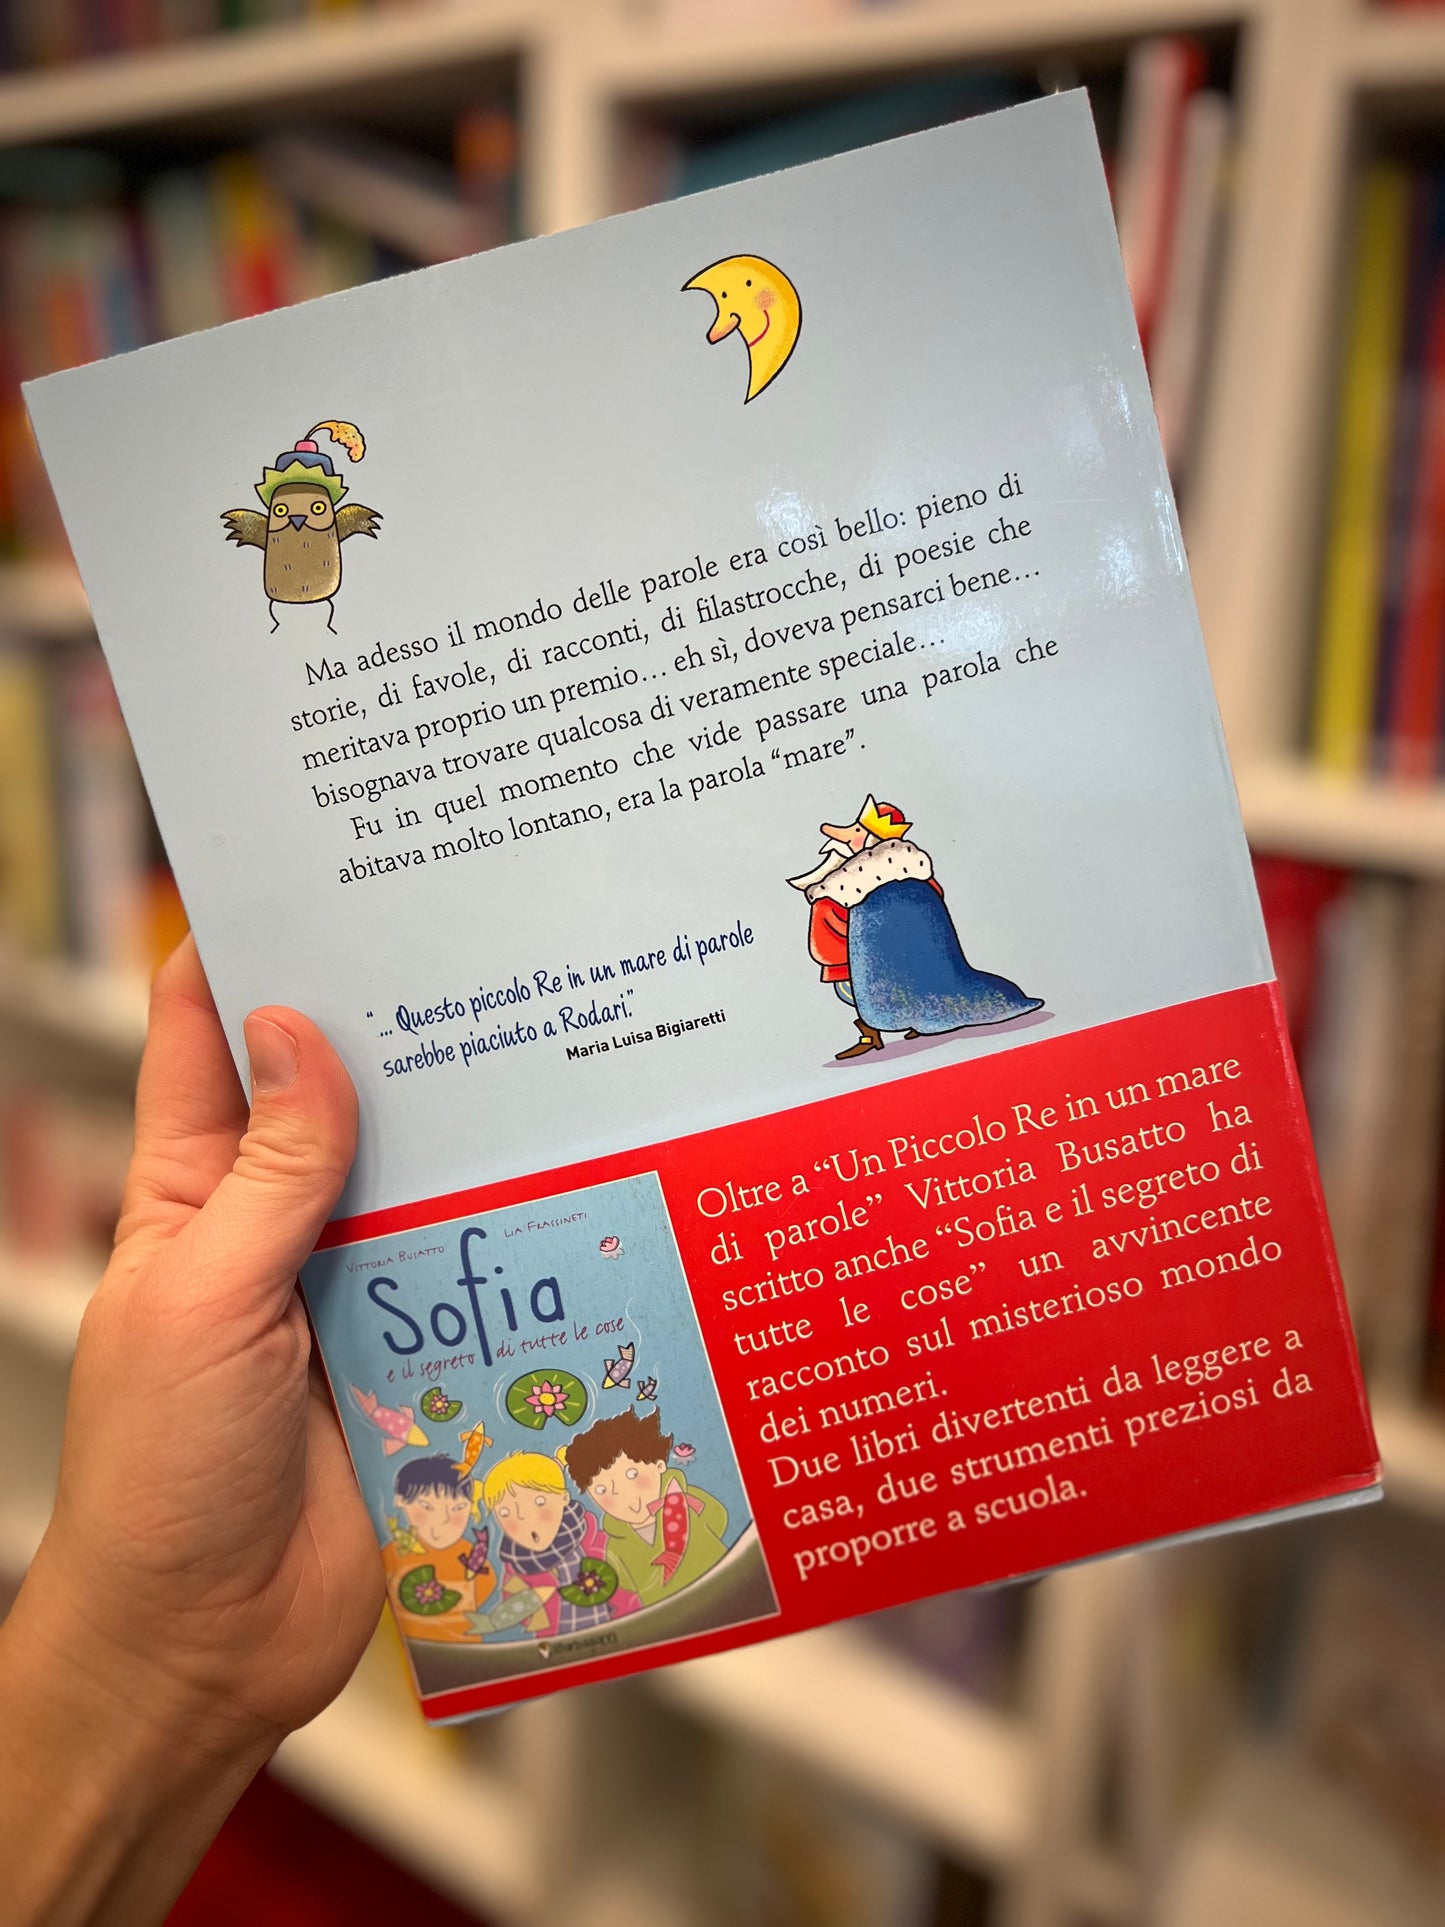 Ma adesso il mondo delle parole era così bello: pieno di
storie, di favole, di racconti, di filastrocche, di poesie che
meritava proprio un premio... eh sì, doveva pensarci bene...
bisognava trovare qualcosa di veramente speciale...
Fu in quel momento che vide passare una parola che
abitava molto lontano, era la parola “mare”.
“... Questo piccolo Re in un mare di parole
sarebbe piaciuto a Rodari.”
Maria Luisa Bigiaretti
Oltre a “Un Piccolo Re in un mare
di parole” Vittoria Busatto ha
scritto anche “Sofia e il segreto di
tutte le cose” un avvincente
racconto sul misterioso mondo
dei numeri.
Due libri divertenti da leggere a
casa, due strumenti preziosi da
proporre a scuola.
VITTORIA BUSATTO
LIA FRASSINETI
Sofia
e il segreto di tutte le cose